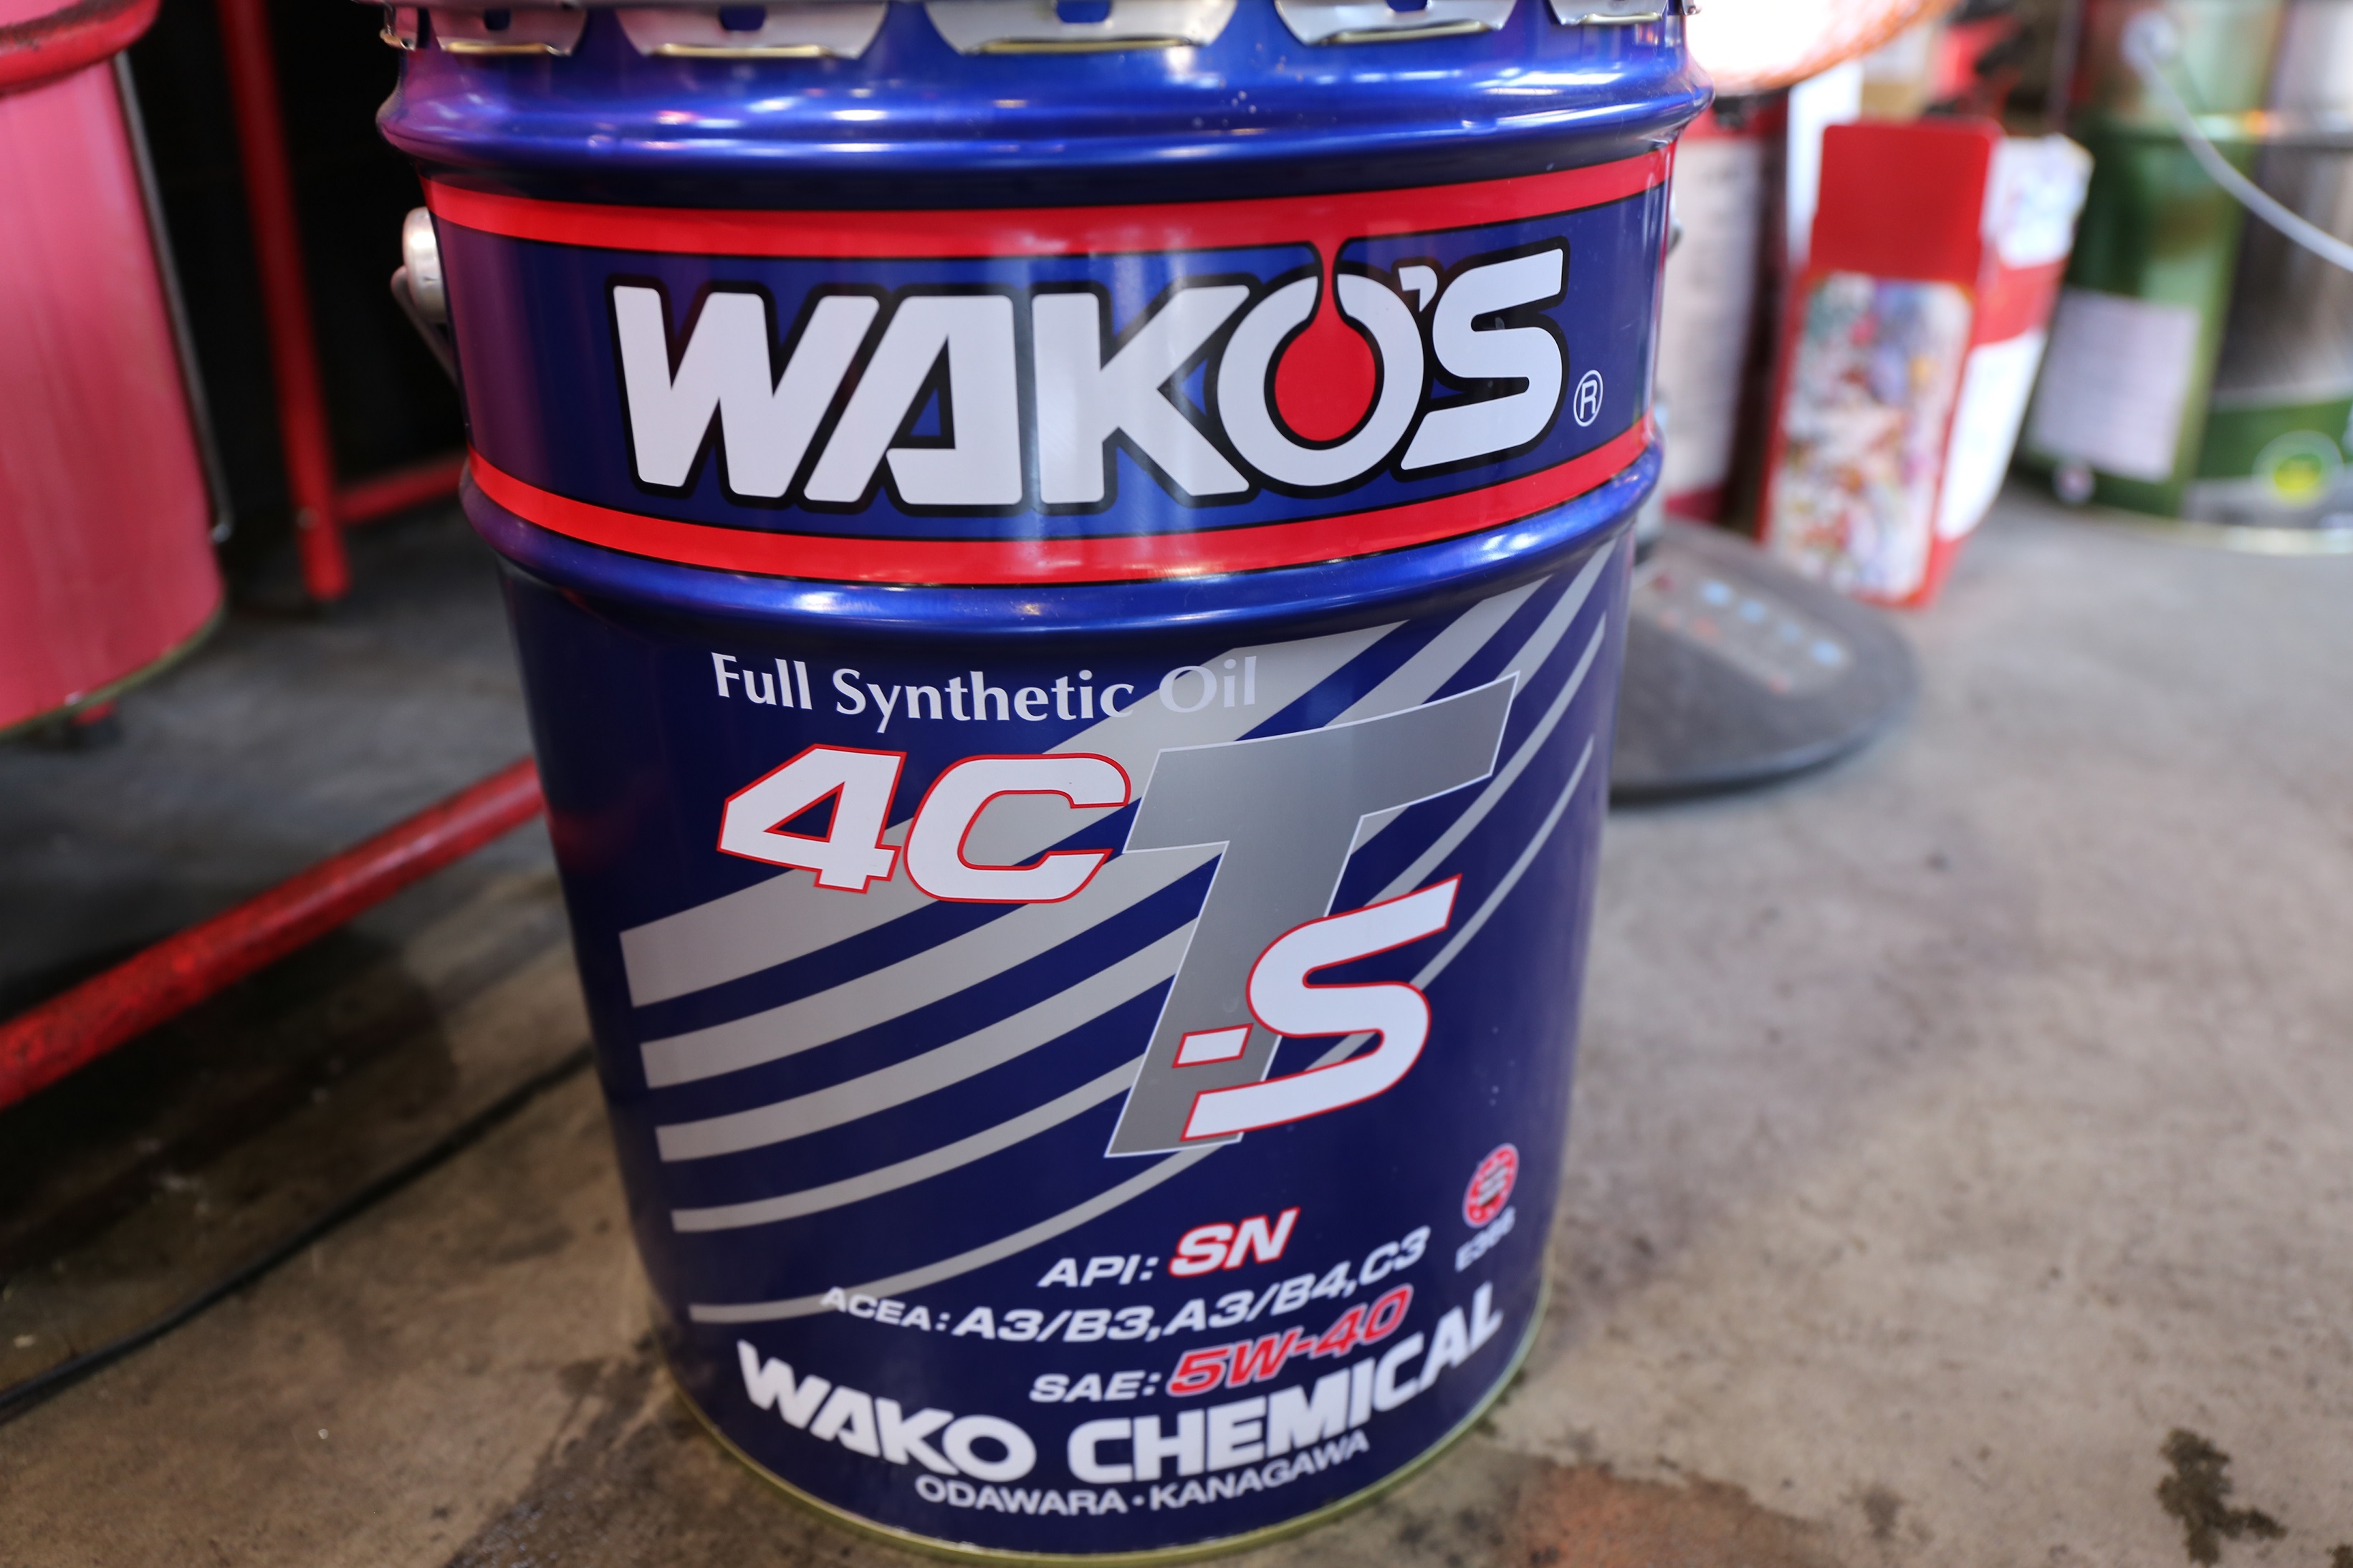 WAKO'S ®
Full Synthetic Oil
4CT-S
API: SN
ACEA: A3/B3, A3/B4, C3
SAE: 5W-40
WAKO CHEMICAL
ODAWARA・KANAGAWA